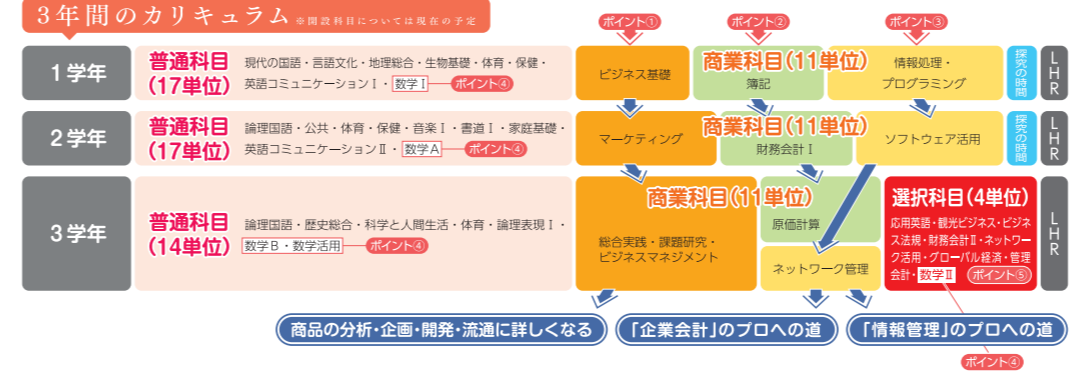 3年間のカリキュラム ※開設科目については現在の予定
ポイント①
ポイント②
ポイント③
1学年
普通科目
(17単位)
現代の国語・言語文化・地理総合・生物基礎・体育・保健・
英語コミュニケーションⅠ・数学Ⅰ ポイント④
ビジネス基礎
商業科目(11単位)
簿記
情報処理・
プログラミング
探究の時間
LHR
2学年
普通科目
(17単位)
論理国語・公共・体育・保健・音楽Ⅰ・書道Ⅰ・家庭基礎・
英語コミュニケーションⅡ・数学A ポイント④
マーケティング
商業科目(11単位)
財務会計Ⅰ
ソフトウェア活用
探究の時間
LHR
3学年
普通科目
(14単位)
論理国語・歴史総合・科学と人間生活・体育・論理表現Ⅰ・
数学B・数学活用 ポイント④
商業科目(11単位)
総合実践・課題研究・
ビジネスマネジメント
原価計算
ネットワーク管理
選択科目(4単位)
応用英語・観光ビジネス・ビジネ
ス法規・財務会計Ⅱ・ネットワー
ク活用・グローバル経済・管理
会計・数学Ⅱ ポイント⑤
LHR
商品の分析・企画・開発・流通に詳しくなる
「企業会計」のプロへの道
「情報管理」のプロへの道
ポイント④